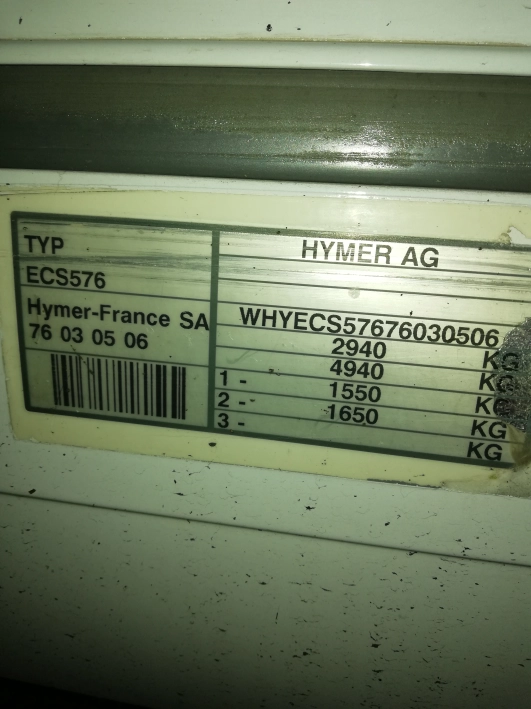 TYP
ECS576
Hymer-France SA
76 03 05 06
HYMER AG
WHYECS57676030506
2940 KG
4940 KG
1 - 1550 KG
2 - 1650 KG
3 - KG